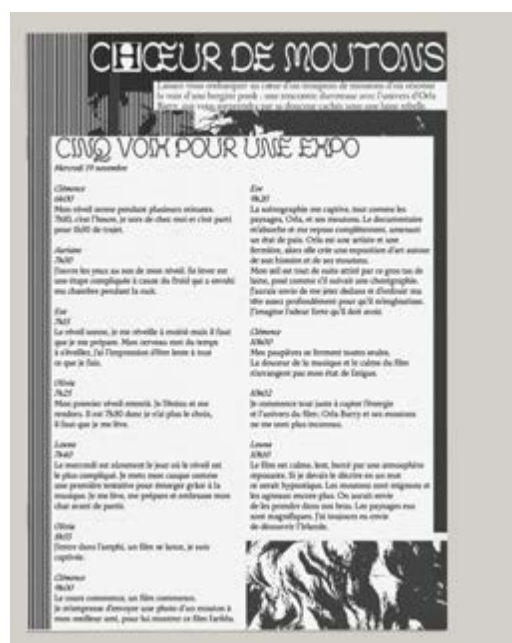 CHŒUR DE MOUTONS
Laissez-vous embarquer au cœur d'un troupeau de moutons d'où résonne
la voix d'une bergère punk : une rencontre laineuse avec l'univers d'Orla
Barry, qui vous surprendra par sa douceur cachée sous une laine rebelle.
CINQ VOIX POUR UNE EXPO
Mercredi 19 novembre
Clémence
6h00
Mon réveil sonne pendant plusieurs minutes.
7h10, c'est l'heure, je sors de chez moi et c'est parti
pour 1h30 de trajet.
7h00
J'ouvre les yeux au son de mon réveil. Se lever est
une étape compliquée à cause du froid qui a envahi
ma chambre pendant la nuit.
Eve
7h15
Le réveil sonne, je me réveille à moitié mais il faut
que je me prépare. Mon cerveau met du temps
à s'éveiller, j'ai l'impression d'être lente à tout
ce que je fais.
Olivia
7h25
Mon premier réveil retentit. Je l'éteins et me
rendors. Il est 7h30 donc je n'ai plus le choix,
il faut que je me lève.
Louna
7h40
Le mercredi est sûrement le jour où le réveil est
le plus compliqué. Je mets mon casque comme
une première tentative pour émerger grâce à la
musique. Je me lève, me prépare et embrasse mon
chat avant de partir.
Olivia
J'entre dans l'amphi, un film se lance, je suis
captivée.
Clémence
9h00
Le cours commence, un film commence.
Je m'empresse d'envoyer une photo d'un mouton à
mon meilleur ami, pour lui montrer ce film
Eve
9h20
La scénographie me captive, tout comme les
paysages, Orla, et ses moutons. Le documentaire
m'absorbe et me repose complètement, amenant
un état de paix. Orla est une artiste et une
fermière, alors elle crée une exposition d'art autour
de son histoire et de ses moutons.
Mon œil est tout de suite attiré par ce gros tas de
laine, posé comme s'il suivait une chorégraphie.
J'aurais envie de me jeter dedans et d'enfouir ma
tête assez profondément pour qu'il m'engloutisse.
J'imagine l'odeur forte qu'il doit avoir.
Clémence
10h00
Mes paupières se ferment toutes seules.
La douceur de la musique et le calme du film
n'arrangent pas mon état de fatigue.
10h02
Je commence tout juste à capter l'énergie
et l'univers du film: Orla Barry et ses moutons
ne me sont plus inconnus.
Louna
10h10
Le film est calme, lent, bercé par une atmosphère
reposante. Si je devais le décrire en un mot
ce serait hypnotique. Les moutons sont mignons et
les agneaux encore plus. On aurait envie
de les prendre dans nos bras. Les paysages eux
sont magnifiques. J'ai toujours eu envie
de découvrir l'Irlande.